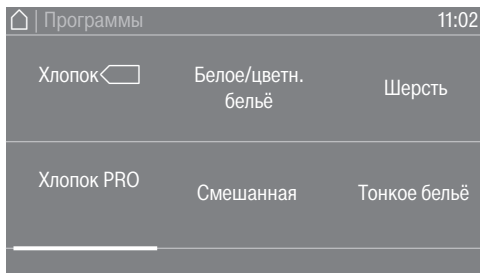 Программы
11:02
Хлопок
Белое/цветн.
бельё
Шерсть
Хлопок PRO
Смешанная
Тонкое бельё